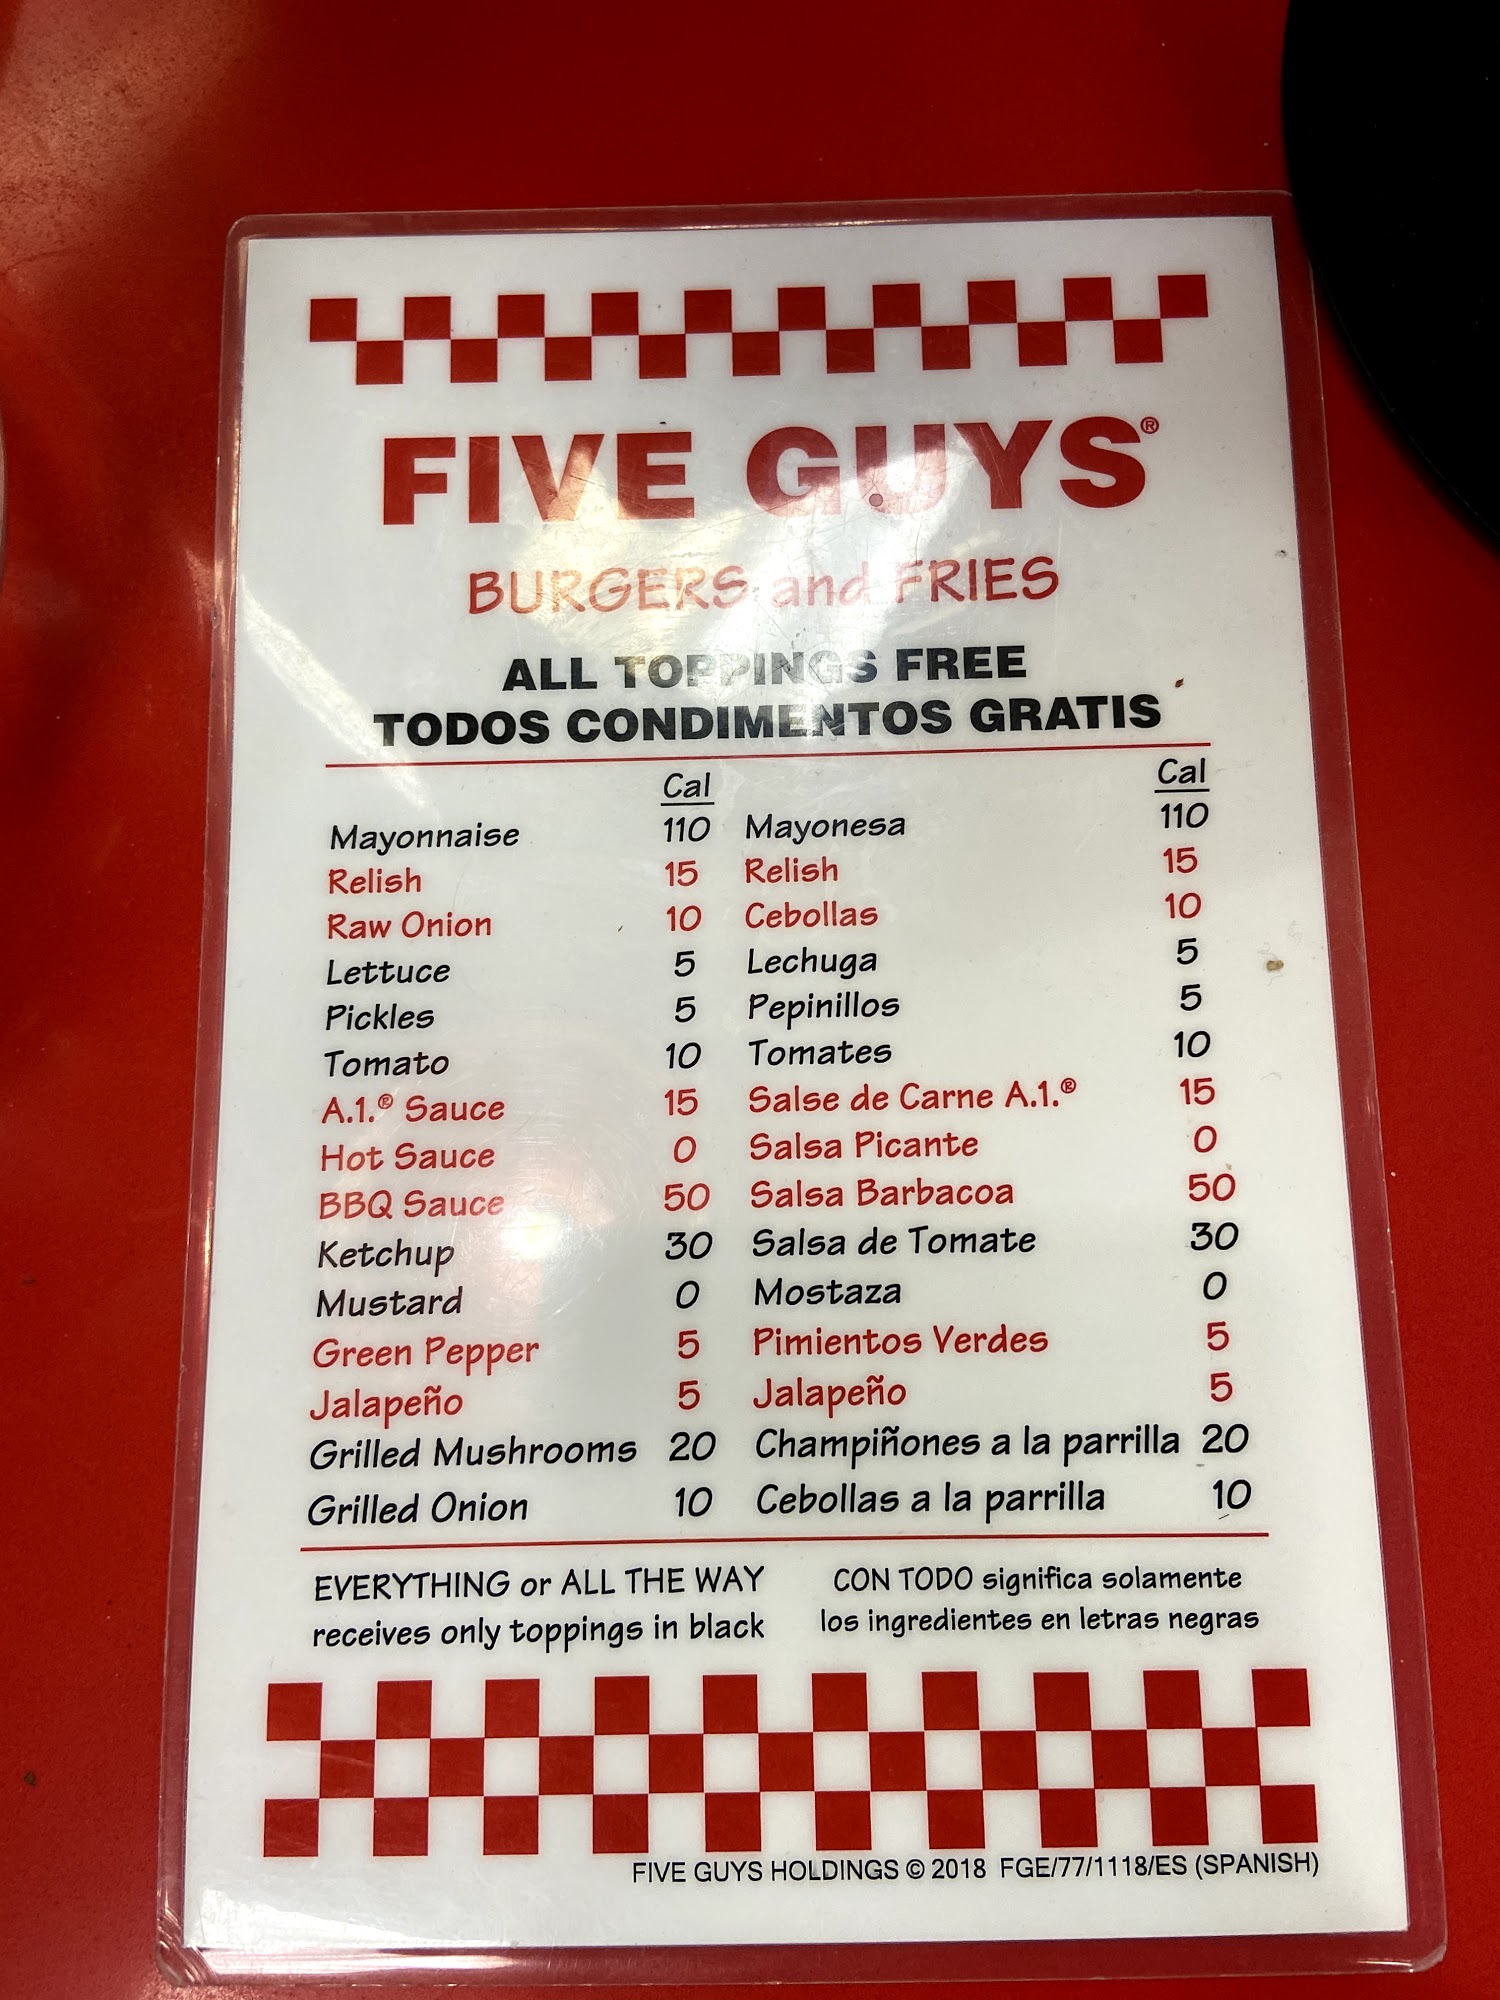 FIVE GUYS®
BURGERS and FRIES
ALL TOPPINGS FREE
TODOS CONDIMENTOS GRATIS
Cal Cal
Mayonnaise 110 Mayonesa 110
Relish 15 Relish 15
Raw Onion 10 Cebollas 10
Lettuce 5 Lechuga 5
Pickles 5 Pepinillos 5
Tomato 10 Tomates 10
A.1.® Sauce 15 Salse de Carne A.1.® 15
Hot Sauce 0 Salsa Picante 0
BBQ Sauce 50 Salsa Barbacoa 50
Ketchup 30 Salsa de Tomate 30
Mustard 0 Mostaza 0
Green Pepper 5 Pimientos Verdes 5
Jalapeño 5 Jalapeño 5
Grilled Mushrooms 20 Champiñones a la parrilla 20
Grilled Onion 10 Cebollas a la parrilla 10
EVERYTHING or ALL THE WAY
receives only toppings in black
CON TODO significa solamente
los ingredientes en letras negras
FIVE GUYS HOLDINGS © 2018 FGE/77/1118/ES (SPANISH)